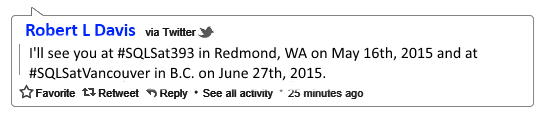 Robert L Davis via Twitter
I'll see you at #SQLSat393 in Redmond, WA on May 16th, 2015 and at
#SQLSatVancouver in B.C. on June 27th, 2015.
Favorite Retweet Reply • See all activity • 25 minutes ago